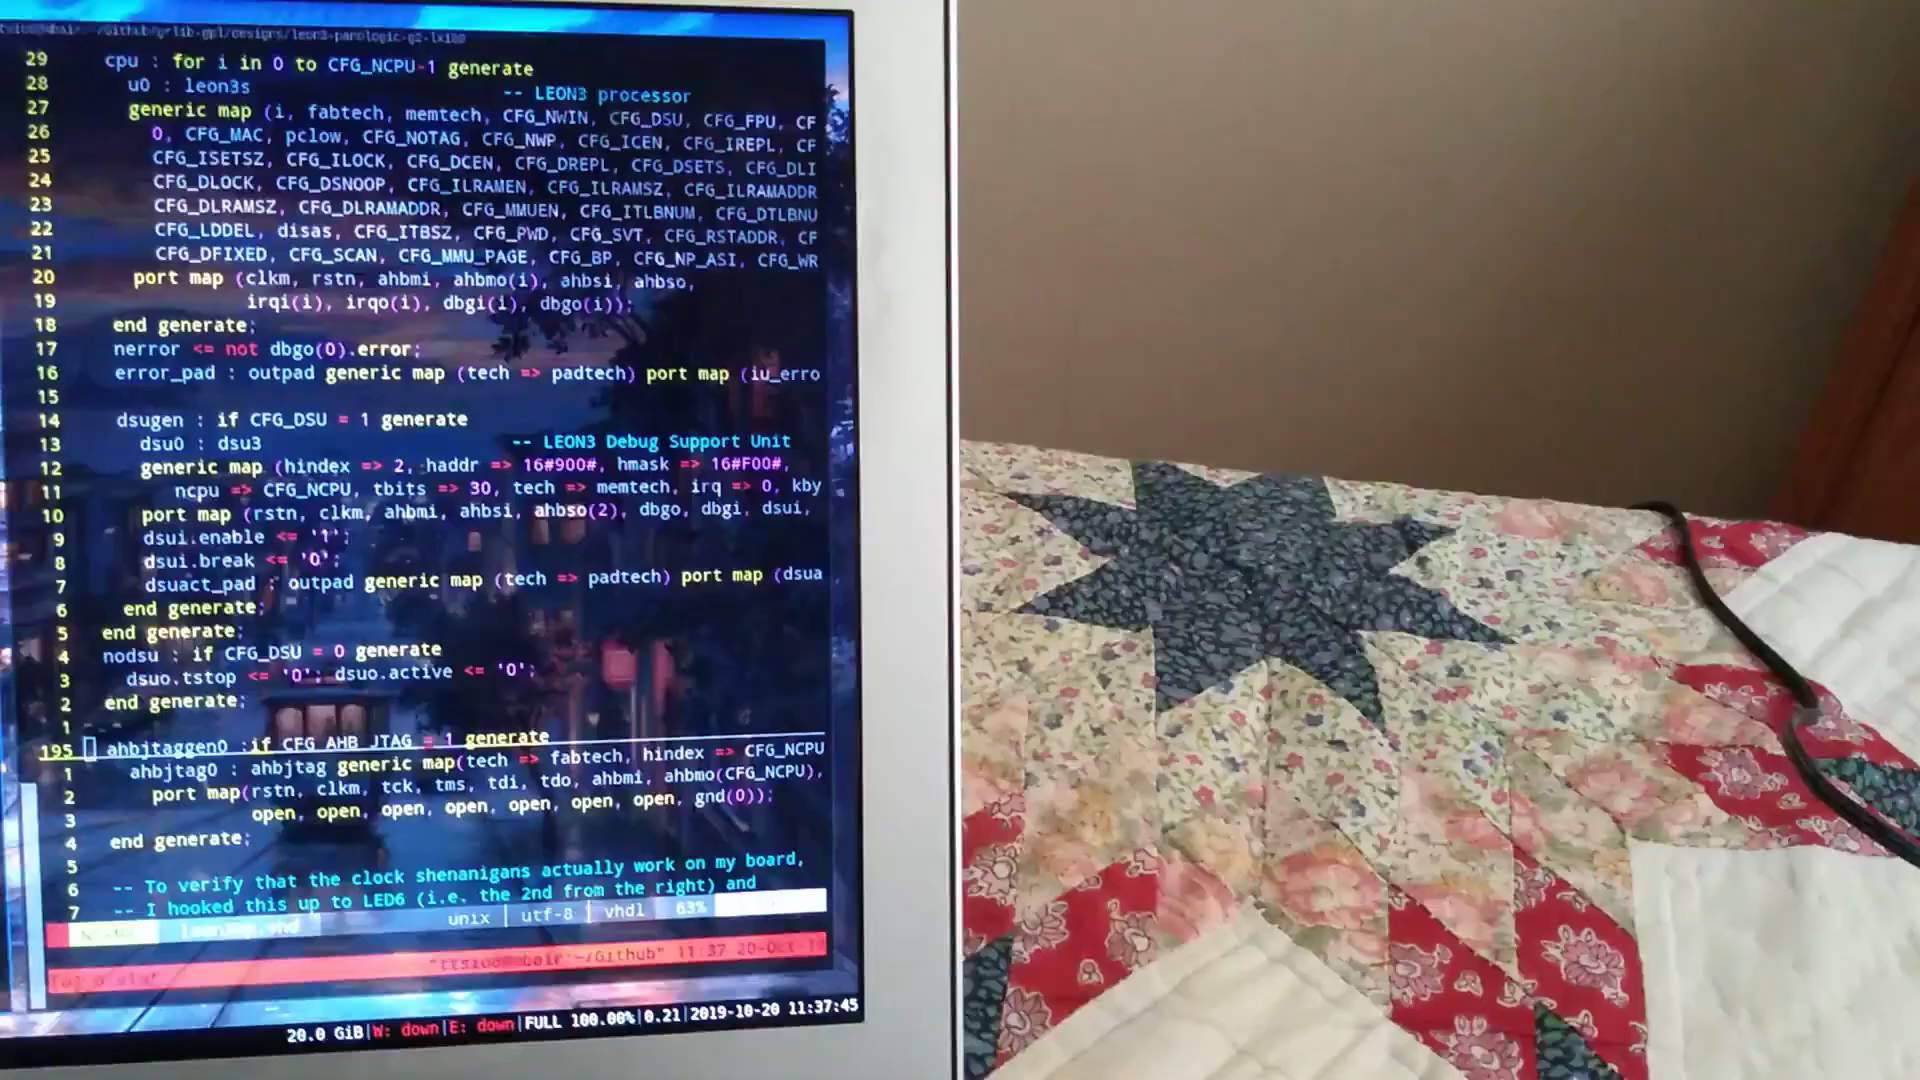 /Github/grlib-gpl/designs/leon3-panologic-g2-lx100
29 cpu : for i in 0 to CFG_NCPU-1 generate
28 u0 : leon3s -- LEON3 processor
27 generic map (i, fabtech, memtech, CFG_NWIN, CFG_DSU, CFG_FPU, CF
26 0, CFG_MAC, pclow, CFG_NOTAG, CFG_NWP, CFG_ICEN, CFG_IREPL, CF
25 CFG_ISETSZ, CFG_ILOCK, CFG_DCEN, CFG_DREPL, CFG_DSETS, CFG_DLI
24 CFG_DLOCK, CFG_DSNOOP, CFG_ILRAMEN, CFG_ILRAMSZ, CFG_ILRAMADDR
23 CFG_DLRAMSZ, CFG_DLRAMADDR, CFG_MMUEN, CFG_ITLBNUM, CFG_DTLBNU
22 CFG_LDDEL, disas, CFG_ITBSZ, CFG_PWD, CFG_SVT, CFG_RSTADDR, CF
21 CFG_DFIXED, CFG_SCAN, CFG_MMU_PAGE, CFG_BP, CFG_NP_ASI, CFG_WR
20 port map (clkm, rstn, ahbmi, ahbmo(i), ahbsi, ahbso,
19 irqi(i), irqo(i), dbgi(i), dbgo(i));
18 end generate;
17 nerror <= not dbgo(0).error;
16 error_pad : outpad generic map (tech => padtech) port map (iu_erro
15
14 dsugen : if CFG_DSU = 1 generate
13 dsu0 : dsu3 -- LEON3 Debug Support Unit
12 generic map (hindex => 2, haddr => 16#900#, hmask => 16#F00#,
11 ncpu => CFG_NCPU, tbits => 30, tech => memtech, irq => 0, kby
10 port map (rstn, clkm, ahbmi, ahbsi, ahbso(2), dbgo, dbgi, dsui,
9 dsui.enable <= '1';
8 dsui.break <= '0';
7 dsuact_pad : outpad generic map (tech => padtech) port map (dsua
6 end generate;
5 end generate;
4 nodsu : if CFG_DSU = 0 generate
3 dsuo.tstop <= '0'; dsuo.active <= '0';
2 end generate;
1
195 ahbjtaggen0 :if CFG_AHB_JTAG = 1 generate
1 ahbjtag0 : ahbjtag generic map(tech => fabtech, hindex => CFG_NCPU
2 port map(rstn, clkm, tck, tms, tdi, tdo, ahbmi, ahbmo(CFG_NCPU),
3 open, open, open, open, open, open, open, gnd(0));
4 end generate;
5
6 -- To verify that the clock shenanigans actually work on my board,
7 -- I hooked this up to LED6 (i.e. the 2nd from the right) and
unix | utf-8 | vhdl 63%
~/Github" 11:37 20-Oct-19
20.0 GiB|W: down|E: down|FULL 100.00%|0.21|2019-10-20 11:37:45